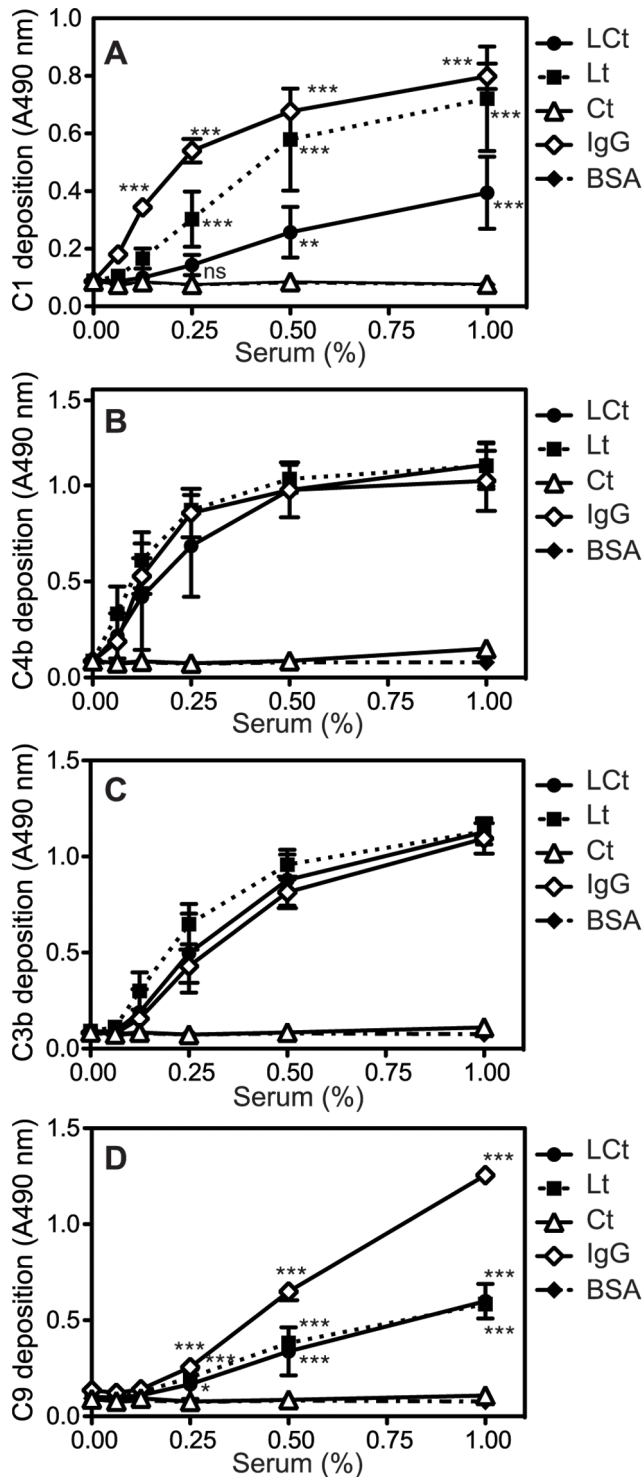 A
C1 deposition (A490 nm)
1.0
0.8
0.6
0.4
0.2
0.0
***
***
***
***
***
***
***
**
ns
0.00 0.25 0.50 0.75 1.00
Serum (%)
LCt
Lt
Ct
IgG
BSA
B
C4b deposition (A490 nm)
1.5
1.0
0.5
0.0
0.00 0.25 0.50 0.75 1.00
Serum (%)
LCt
Lt
Ct
IgG
BSA
C
C3b deposition (A490 nm)
1.5
1.0
0.5
0.0
0.00 0.25 0.50 0.75 1.00
Serum (%)
LCt
Lt
Ct
IgG
BSA
D
C9 deposition (A490 nm)
1.5
1.0
0.5
0.0
***
***
***
***
***
***
***
*
0.00 0.25 0.50 0.75 1.00
Serum (%)
LCt
Lt
Ct
IgG
BSA